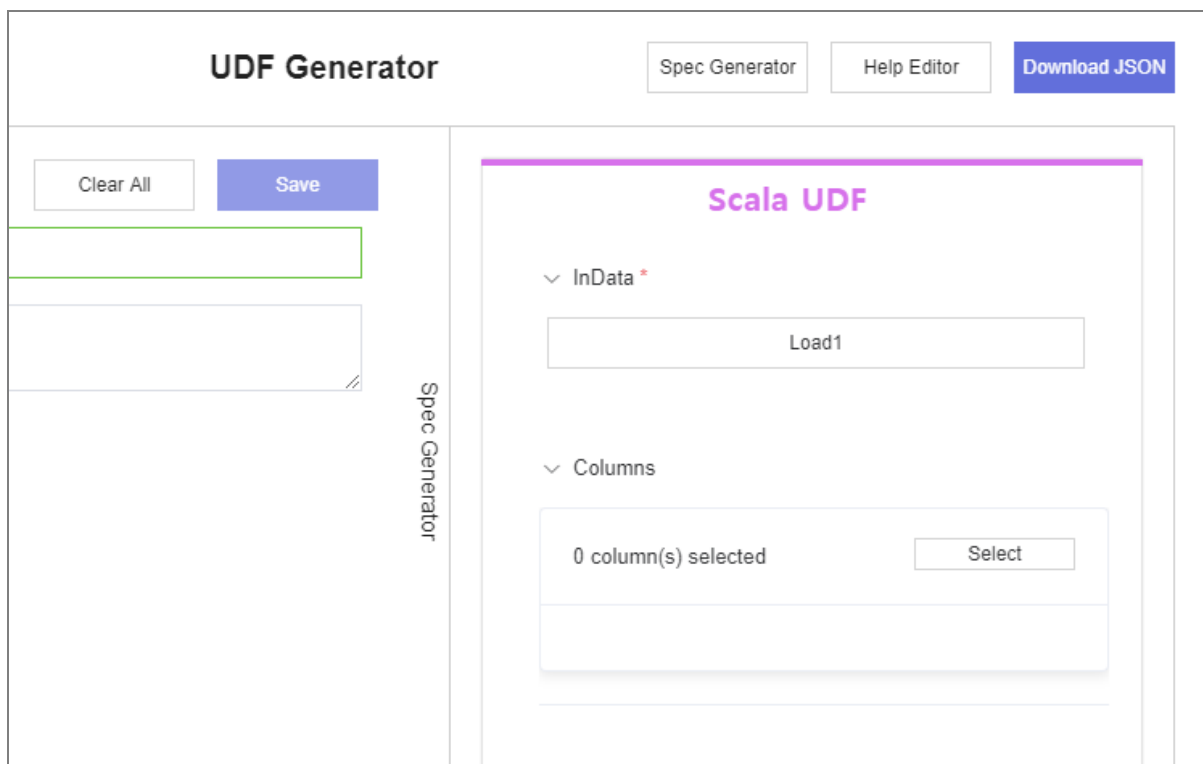 UDF Generator
Spec Generator
Help Editor
Download JSON
Clear All
Save
Spec Generator
Scala UDF
InData *
Load1
Columns
0 column(s) selected
Select